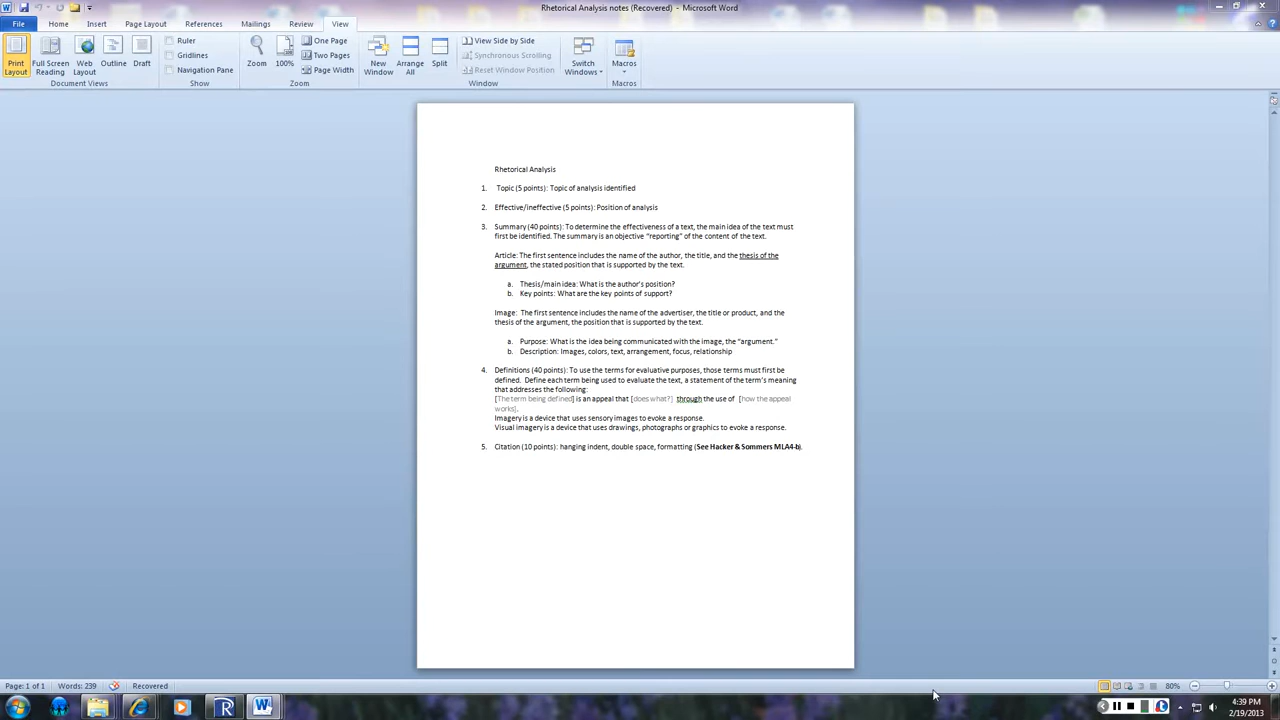 Rhetorical Analysis notes (Recovered) - Microsoft Word
File Home Insert Page Layout References Mailings Review View
Print Layout
Full Screen Reading
Web Layout
Outline
Draft
Document Views
Ruler
Gridlines
Navigation Pane
Show
Zoom
100%
One Page
Two Pages
Page Width
Zoom
New Window
Arrange All
Split
View Side by Side
Synchronous Scrolling
Reset Window Position
Window
Switch Windows
Macros
Macros
Rhetorical Analysis
1. Topic (5 points): Topic of analysis identified
2. Effective/ineffective (5 points): Position of analysis
3. Summary (40 points): To determine the effectiveness of a text, the main idea of the text must
first be identified. The summary is an objective “reporting” of the content of the text.
Article: The first sentence includes the name of the author, the title, and the thesis of the
argument, the stated position that is supported by the text.
a. Thesis/main idea: What is the author's position?
b. Key points: What are the key points of support?
Image: The first sentence includes the name of the advertiser, the title or product, and the
thesis of the argument, the position that is supported by the text.
a. Purpose: What is the idea being communicated with the image, the “argument.”
b. Description: Images, colors, text, arrangement, focus, relationship
4. Definitions (40 points): To use the terms for evaluative purposes, those terms must first be
defined. Define each term being used to evaluate the text, a statement of the term's meaning
that addresses the following:
[The term being defined] is an appeal that [does what?] through the use of [how the appeal
works].
Imagery is a device that uses sensory images to evoke a response.
Visual imagery is a device that uses drawings, photographs or graphics to evoke a response.
5. Citation (10 points): hanging indent, double space, formatting (See Hacker & Sommers MLA4-b).
Page: 1 of 1 Words: 239 Recovered 80%
4:39 PM
2/19/2013